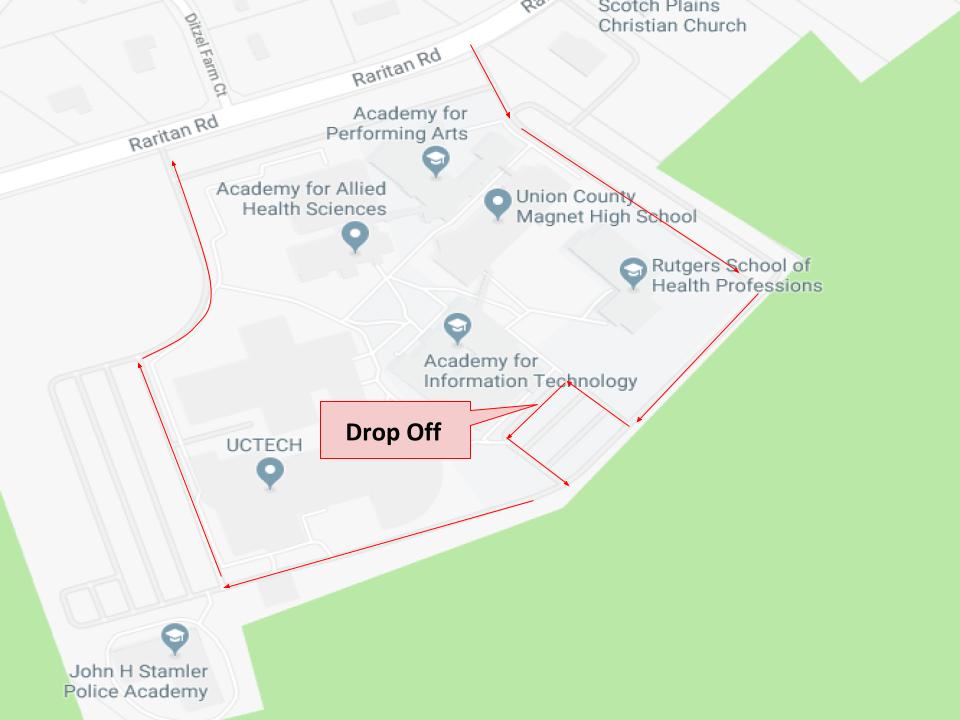 Scotch Plains
Christian Church
Ditzel Farm Ct
Raritan Rd
Raritan Rd
Academy for
Performing Arts
Academy for Allied
Health Sciences
Union County
Magnet High School
Rutgers School of
Health Professions
Academy for
Information Technology
Drop Off
UCTECH
John H Stamler
Police Academy